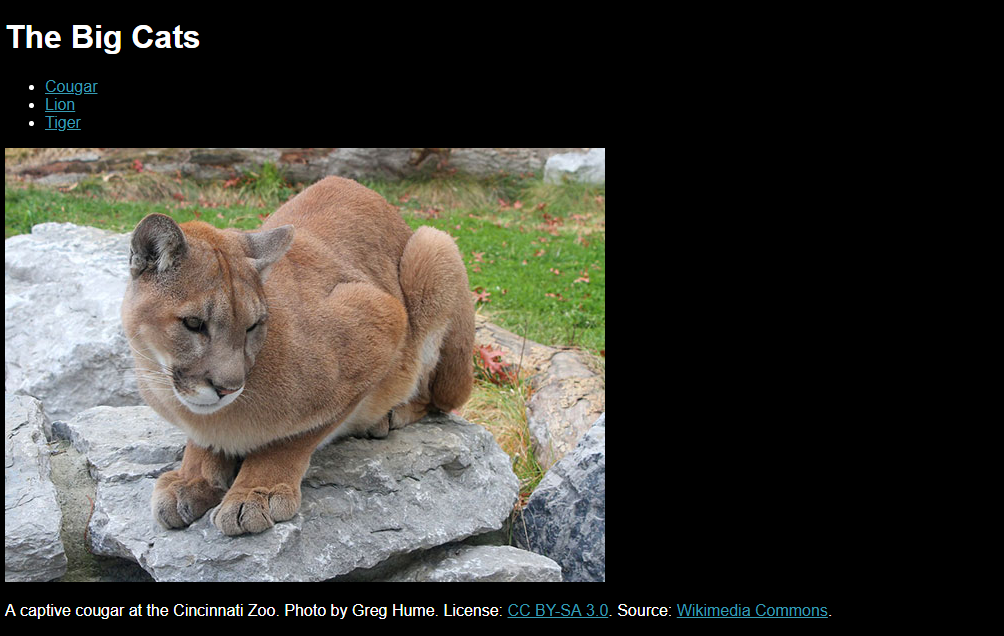 The Big Cats
Cougar
Lion
Tiger
A captive cougar at the Cincinnati Zoo. Photo by Greg Hume. License: CC BY-SA 3.0. Source: Wikimedia Commons.